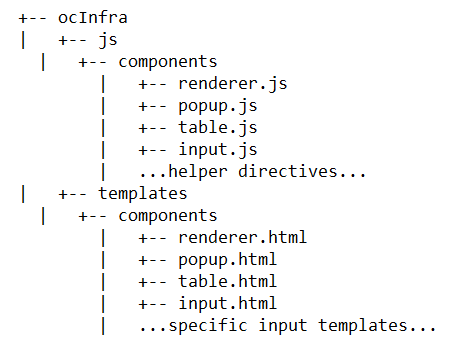 +-- ocInfra
|   +-- js
  |   +-- components
        |   +-- renderer.js
        |   +-- popup.js
        |   +-- table.js
        |   +-- input.js
        |   ...helper directives...
|   +-- templates
  |   +-- components
        |   +-- renderer.html
        |   +-- popup.html
        |   +-- table.html
        |   +-- input.html
        |   ...specific input templates...